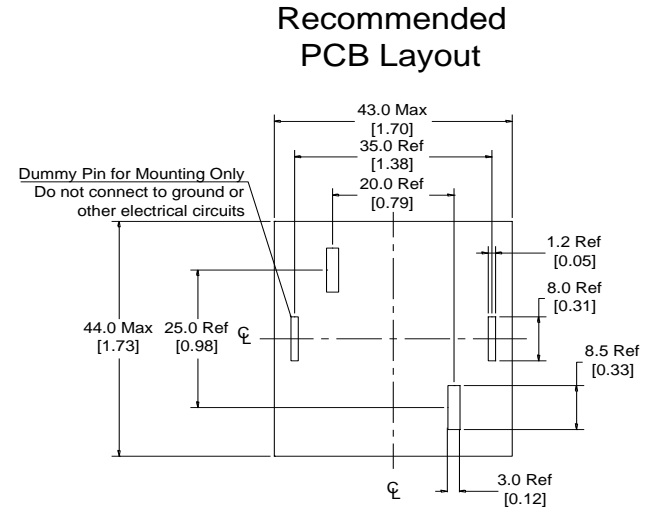 Recommended
PCB Layout
43.0 Max
[1.70]
35.0 Ref
[1.38]
Dummy Pin for Mounting Only
Do not connect to ground or
other electrical circuits
20.0 Ref
[0.79]
1.2 Ref
[0.05]
8.0 Ref
[0.31]
44.0 Max
[1.73]
25.0 Ref
[0.98]
℄
8.5 Ref
[0.33]
3.0 Ref
[0.12]
℄